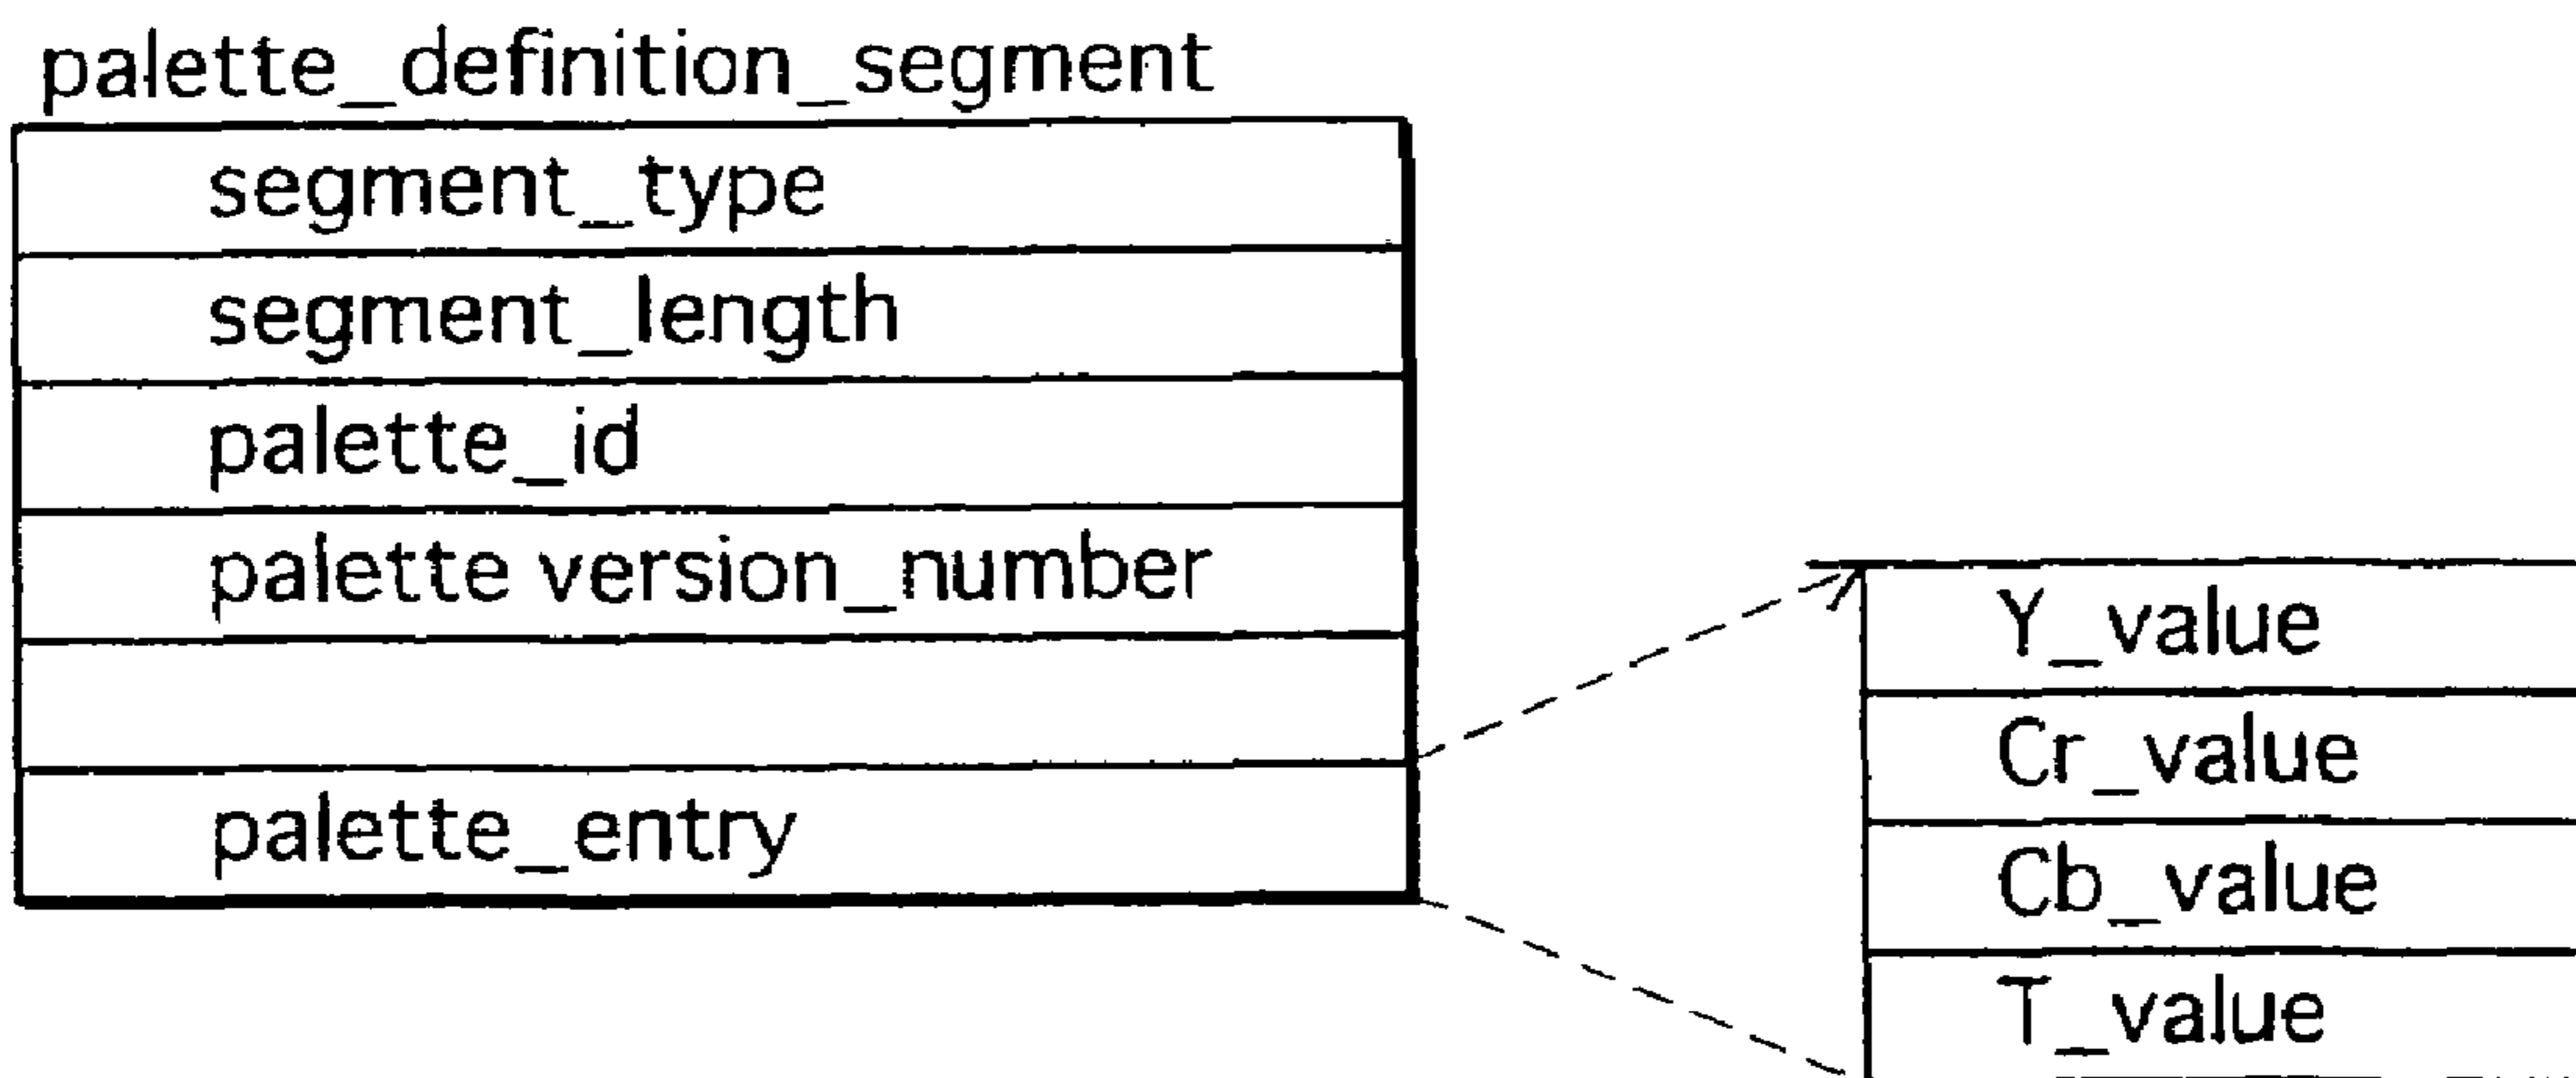 palette_definition_segment
segment_type
segment_length
palette_id
palette version_number
palette_entry
Y_value
Cr_value
Cb_value
T_value